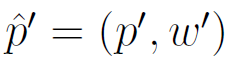 p̂′ = (p′, w′)